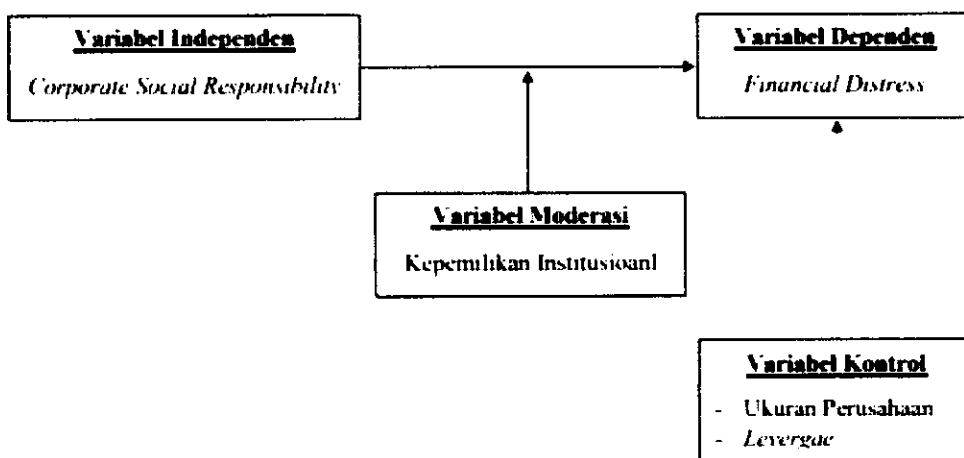 Variabel Independen
Corporate Social Responsibility
Variabel Dependen
Financial Distress
Variabel Moderasi
Kepemilikan Institusioanl
Variabel Kontrol
- Ukuran Perusahaan
- Levergae